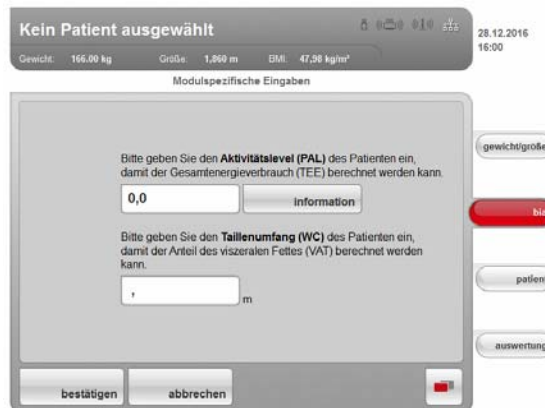 Kein Patient ausgewählt
28.12.2016
16:00
Gewicht: 166.00 kg Größe: 1,860 m BMI: 47,98 kg/m²
Modulspezifische Eingaben
gewicht/größe
Bitte geben Sie den Aktivitätslevel (PAL) des Patienten ein,
damit der Gesamtenergieverbrauch (TEE) berechnet werden kann.
0,0 information
bia
Bitte geben Sie den Taillenumfang (WC) des Patienten ein,
damit der Anteil des viszeralen Fettes (VAT) berechnet werden
kann.
patient
, m
auswertung
bestätigen abbrechen